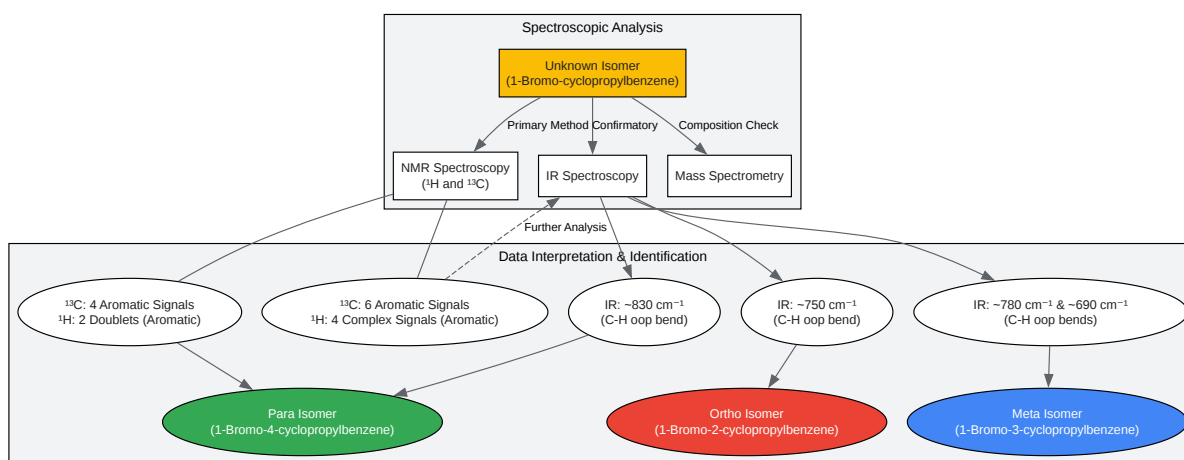 Spectroscopic Analysis
Unknown Isomer
(1-Bromo-cyclopropylbenzene)
Primary Method
Confirmatory
Composition Check
NMR Spectroscopy
(¹H and ¹³C)
IR Spectroscopy
Mass Spectrometry
Further Analysis
Data Interpretation & Identification
¹³C: 4 Aromatic Signals
¹H: 2 Doublets (Aromatic)
¹³C: 6 Aromatic Signals
¹H: 4 Complex Signals (Aromatic)
IR: ~830 cm⁻¹
(C-H oop bend)
IR: ~750 cm⁻¹
(C-H oop bend)
IR: ~780 cm⁻¹ & ~690 cm⁻¹
(C-H oop bends)
Para Isomer
(1-Bromo-4-cyclopropylbenzene)
Ortho Isomer
(1-Bromo-2-cyclopropylbenzene)
Meta Isomer
(1-Bromo-3-cyclopropylbenzene)